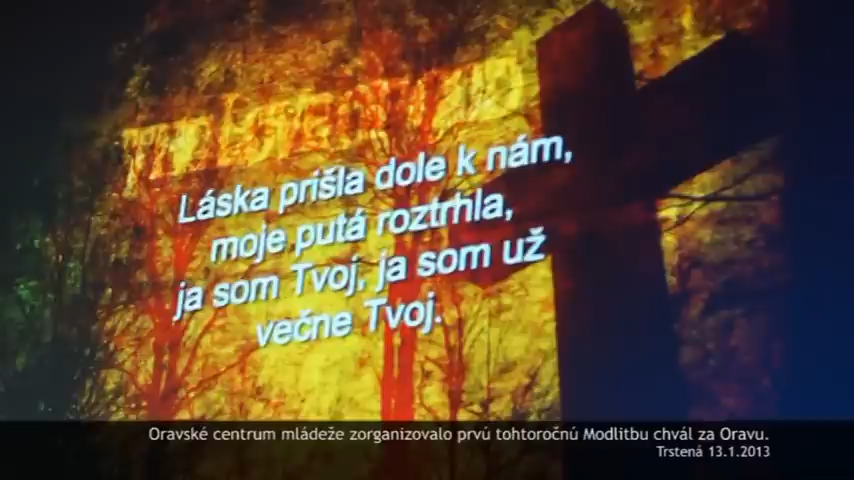 Láska prišla dole k nám,
moje putá roztrhla,
ja som Tvoj, ja som už
večne Tvoj.
Oravské centrum mládeže zorganizovalo prvú tohtoročnú Modlitbu chvál za Oravu.
Trstená 13.1.2013